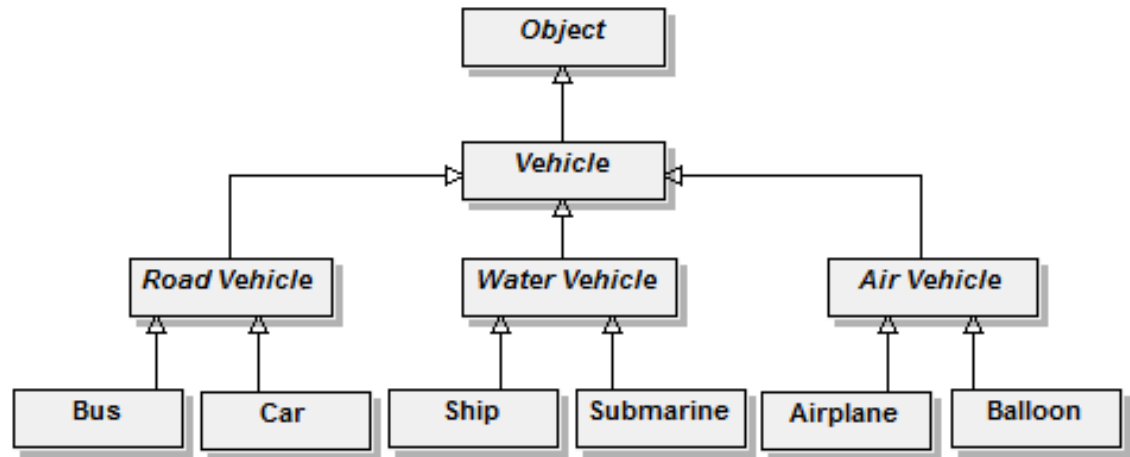 Object
Vehicle
Road Vehicle
Water Vehicle
Air Vehicle
Bus
Car
Ship
Submarine
Airplane
Balloon